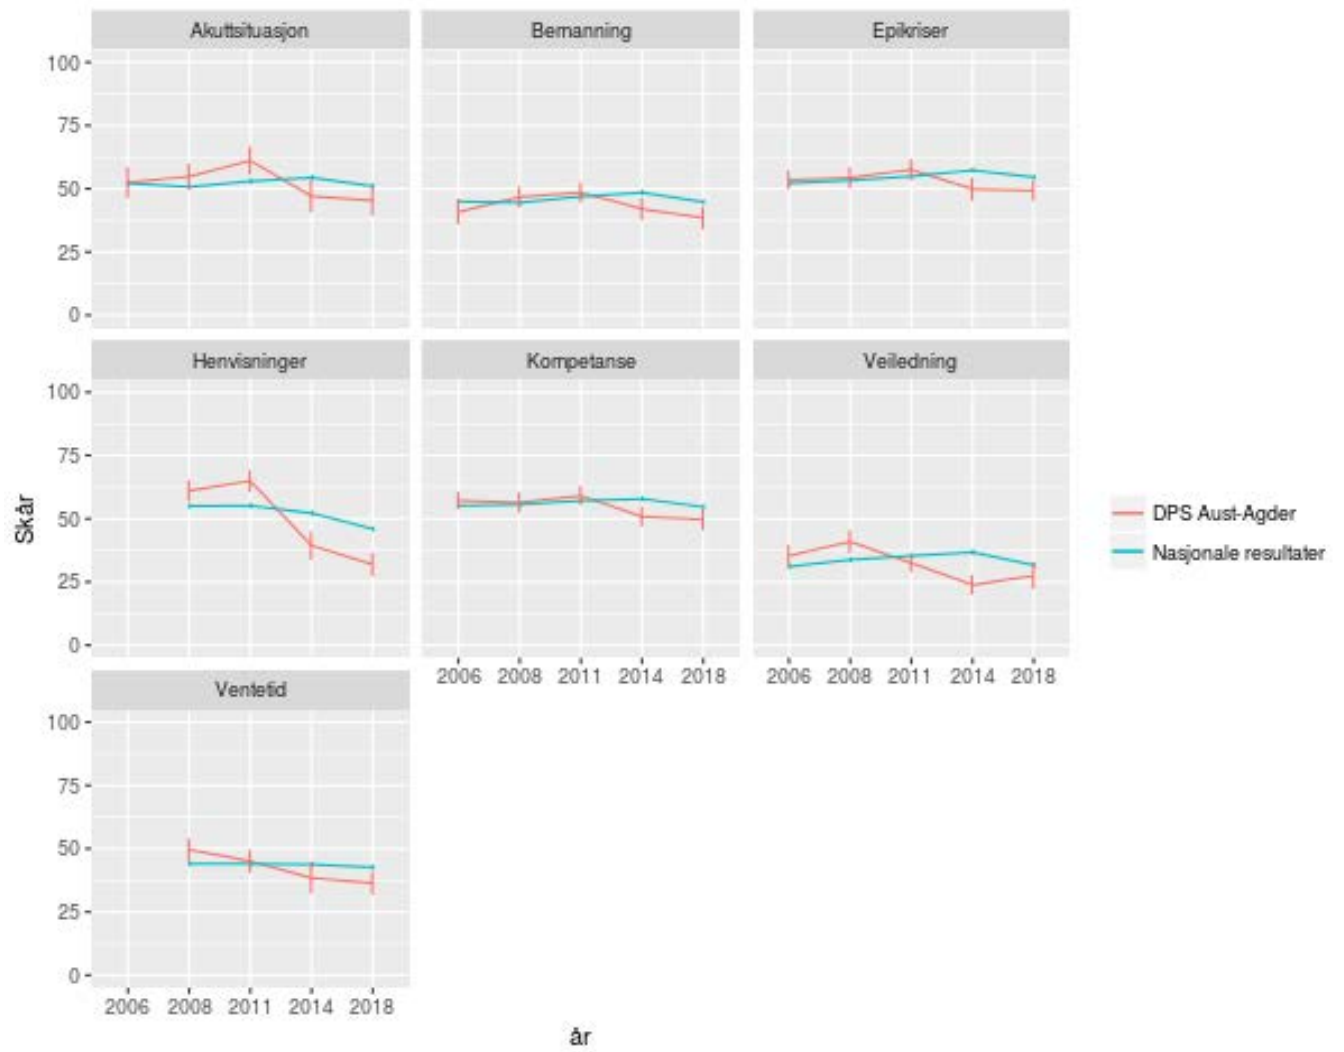 Akuttsituasjon
Bemanning
Epikriser
100
75
50
25
0
Henvisninger
Kompetanse
Veiledning
100
75
50
25
0
Skår
DPS Aust-Agder
Nasjonale resultater
2006 2008 2011 2014 2018
2006 2008 2011 2014 2018
Ventetid
100
75
50
25
0
2006 2008 2011 2014 2018
år